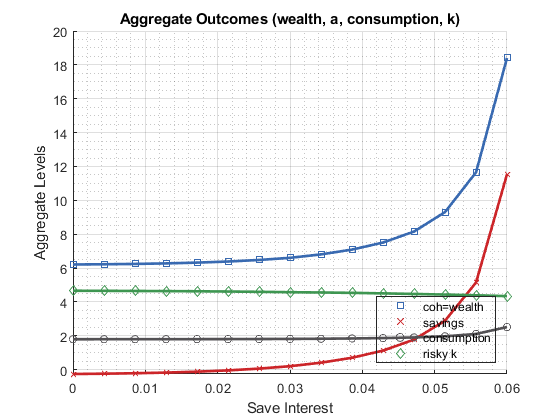 Aggregate Outcomes (wealth, a, consumption, k)
Aggregate Levels
20
18
16
14
12
10
8
6
4
2
0
coh=wealth
savings
consumption
risky k
0 0.01 0.02 0.03 0.04 0.05 0.06
Save Interest